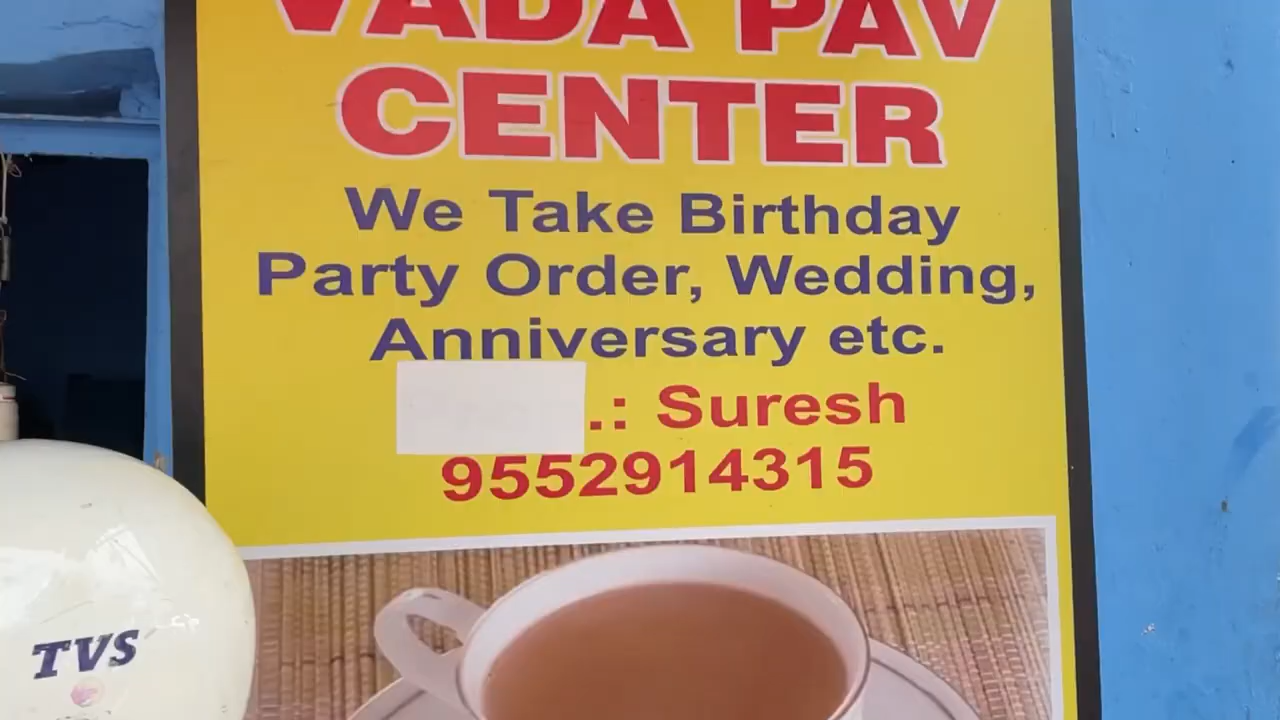 VADA PAV
CENTER
We Take Birthday
Party Order, Wedding,
Anniversary etc.
.: Suresh
9552914315
TVS